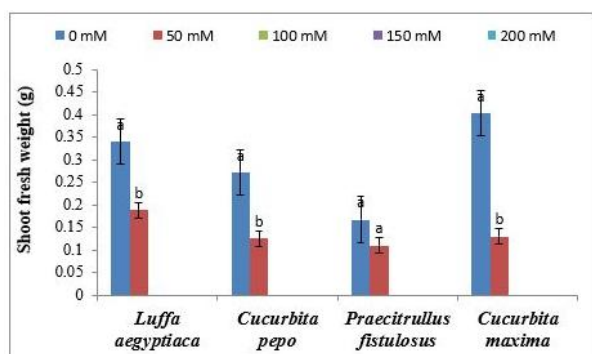 0 mM 50 mM 100 mM 150 mM 200 mM
Shoot fresh weight (g)
0.5
0.45
0.4
0.35
0.3
0.25
0.2
0.15
0.1
0.05
0
a b a b a a a b
Luffa aegyptiaca
Cucurbita pepo
Praecitrullus fistulosus
Cucurbita maxima